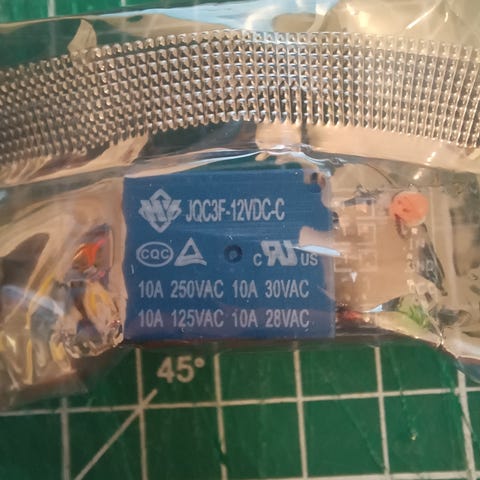 JQC3F-12VDC-C
CQC
c US
10A 250VAC 10A 30VAC
10A 125VAC 10A 28VAC
45°